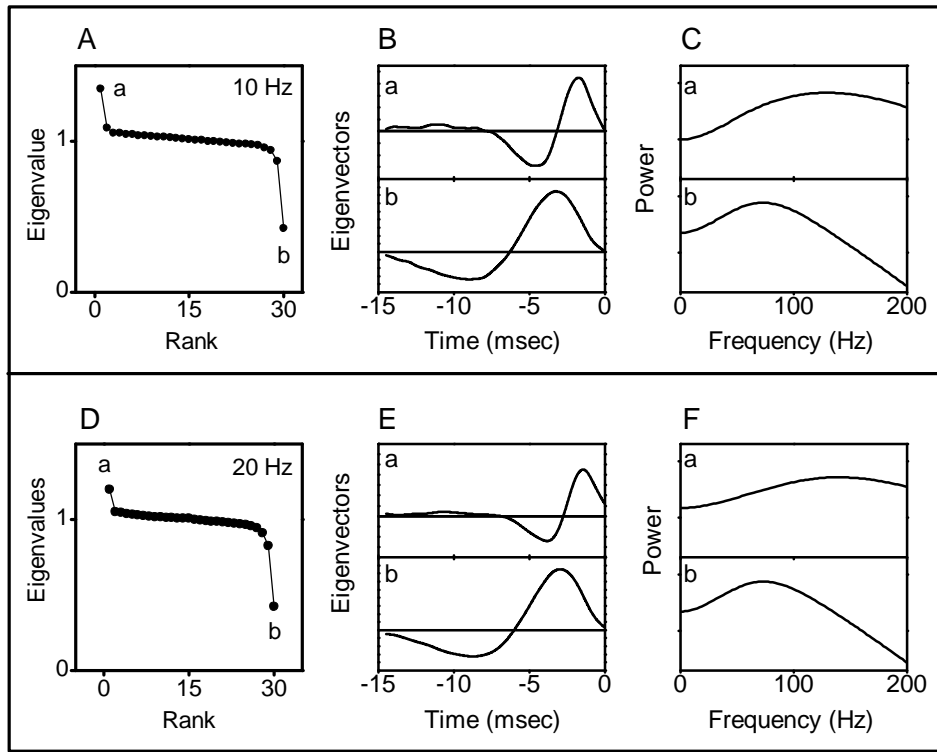 A
B
C
a
10 Hz
b
Eigenvalue
1
0
0
15
30
Rank
a
b
Eigenvectors
-15
-10
-5
0
Time (msec)
a
b
Power
0
100
200
Frequency (Hz)
D
E
F
a
20 Hz
b
Eigenvalues
1
0
0
15
30
Rank
a
b
Eigenvectors
-15
-10
-5
0
Time (msec)
a
b
Power
0
100
200
Frequency (Hz)